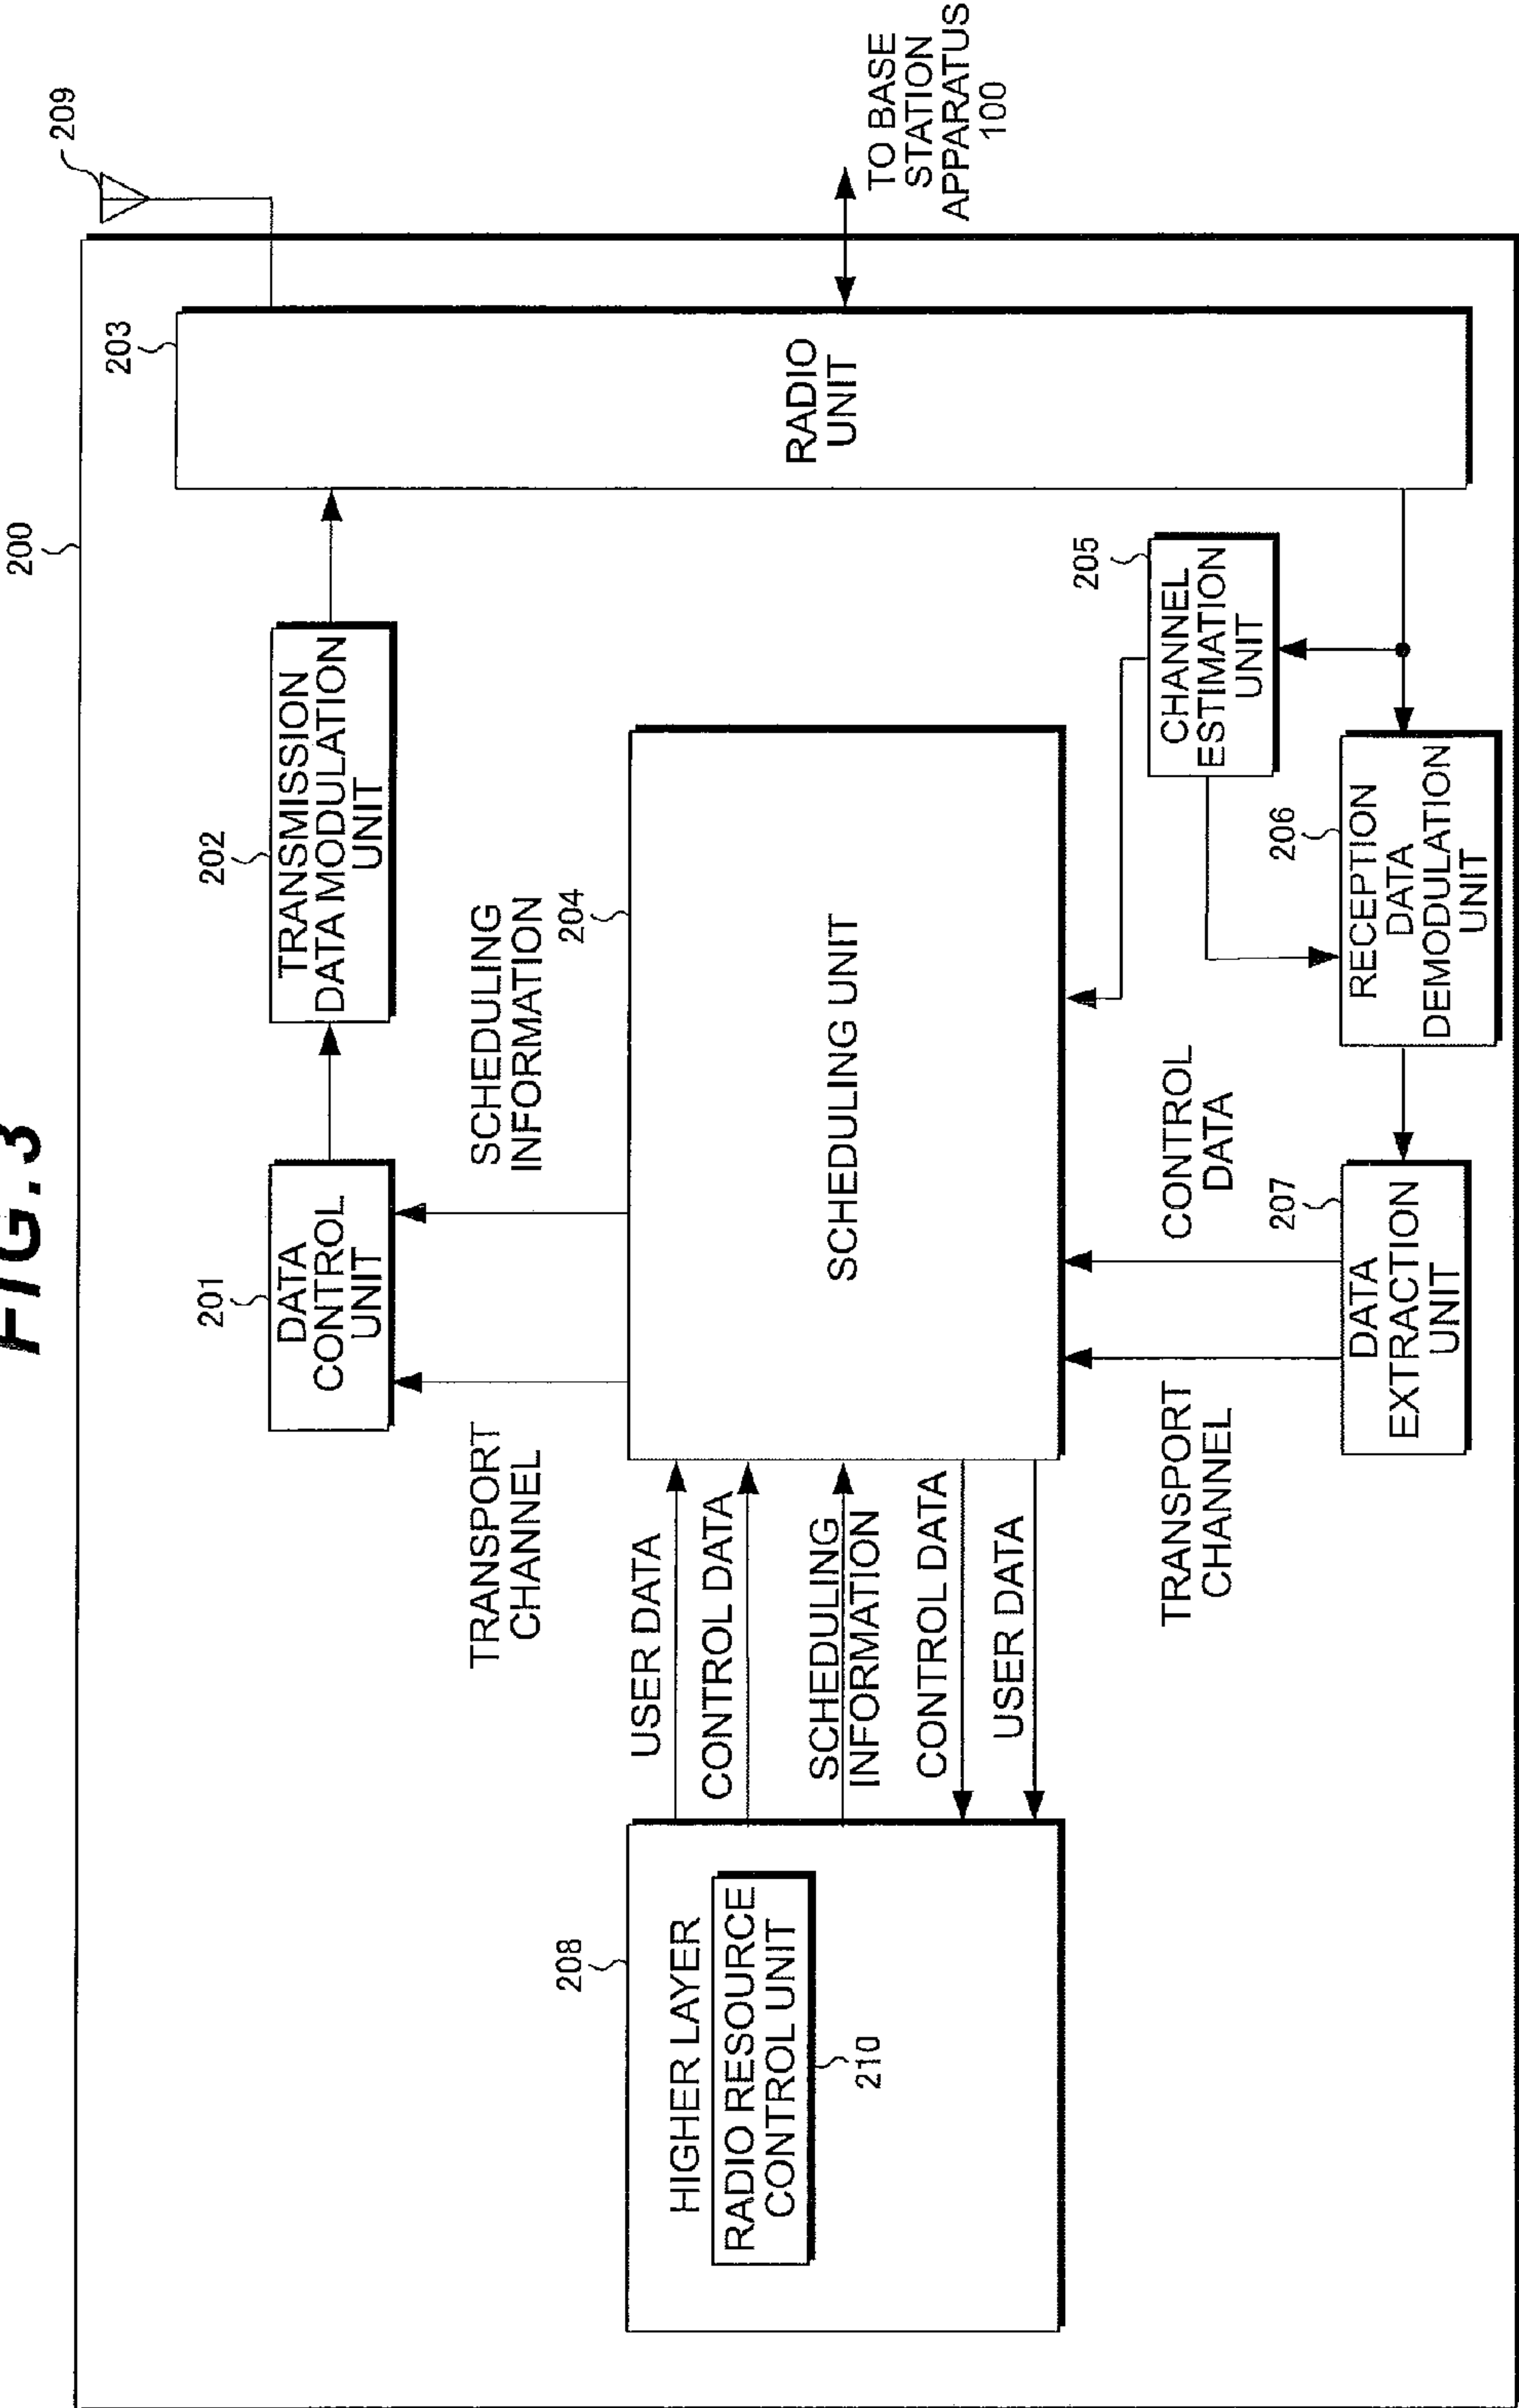 FIG. 3
200
209
201
DATA
CONTROL
UNIT
202
TRANSMISSION
DATA MODULATION
UNIT
203
RADIO
UNIT
TO BASE
STATION
APPARATUS
100
TRANSPORT
CHANNEL
SCHEDULING
INFORMATION
208
HIGHER LAYER
RADIO RESOURCE
CONTROL UNIT
210
USER DATA
CONTROL DATA
SCHEDULING
INFORMATION
CONTROL DATA
USER DATA
204
SCHEDULING UNIT
205
CHANNEL
ESTIMATION
UNIT
TRANSPORT
CHANNEL
CONTROL
DATA
207
DATA
EXTRACTION
UNIT
206
RECEPTION
DATA
DEMODULATION
UNIT